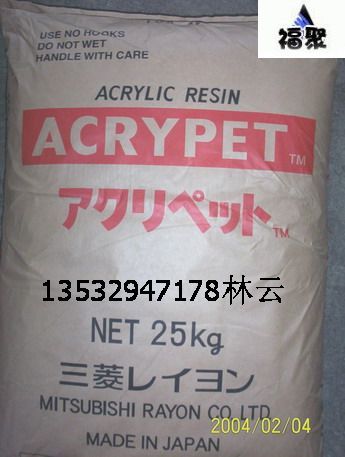 USE NO HOOKS
DO NOT WET
HANDLE WITH CARE
福聚
ACRYLIC RESIN
ACRYPET TM
アクリペット TM
13532947178林云
NET 25kg
三菱レイヨン
MITSUBISHI RAYON CO.LTD.
2004/02/04
MADE IN JAPAN